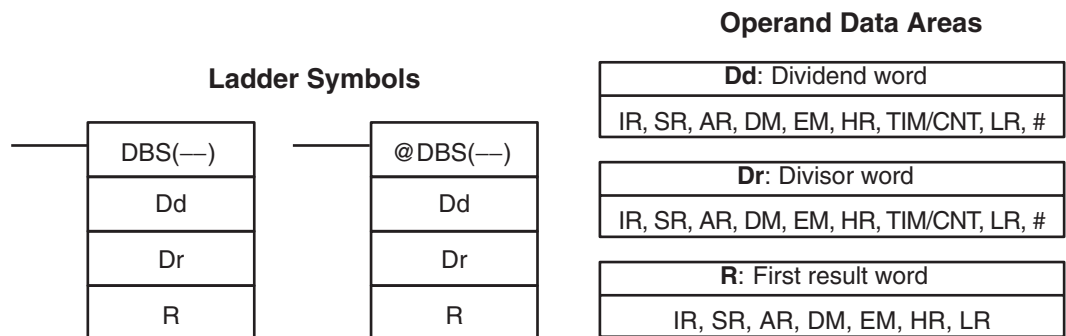 Operand Data Areas
Ladder Symbols
DBS(––)
Dd
Dr
R
@DBS(––)
Dd
Dr
R
Dd: Dividend word
IR, SR, AR, DM, EM, HR, TIM/CNT, LR, #
Dr: Divisor word
IR, SR, AR, DM, EM, HR, TIM/CNT, LR, #
R: First result word
IR, SR, AR, DM, EM, HR, LR